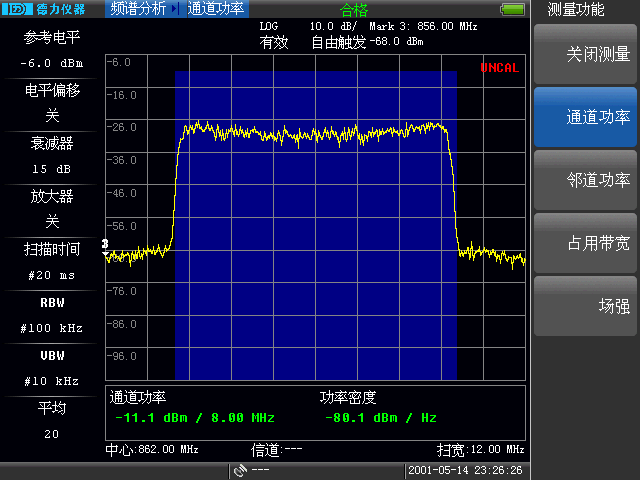 德力仪器 频谱分析 通道功率 合格 测量功能
参考电平
-6.0 dBm
电平偏移
关
衰减器
15 dB
放大器
关
扫描时间
#20 ms
RBW
#100 kHz
VBW
#10 kHz
平均
20
LOG 10.0 dB/ Mark 3: 856.00 MHz
有效 自由触发 -68.0 dBm
-6.0
UNCAL
-16.0
-26.0
-36.0
-46.0
-56.0
3
-76.0
-86.0
-96.0
通道功率 功率密度
-11.1 dBm / 8.00 MHz -80.1 dBm / Hz
中心:862.00 MHz 信道:--- 扫宽:12.00 MHz
--- 2001-05-14 23:26:26
关闭测量
通道功率
邻道功率
占用带宽
场强